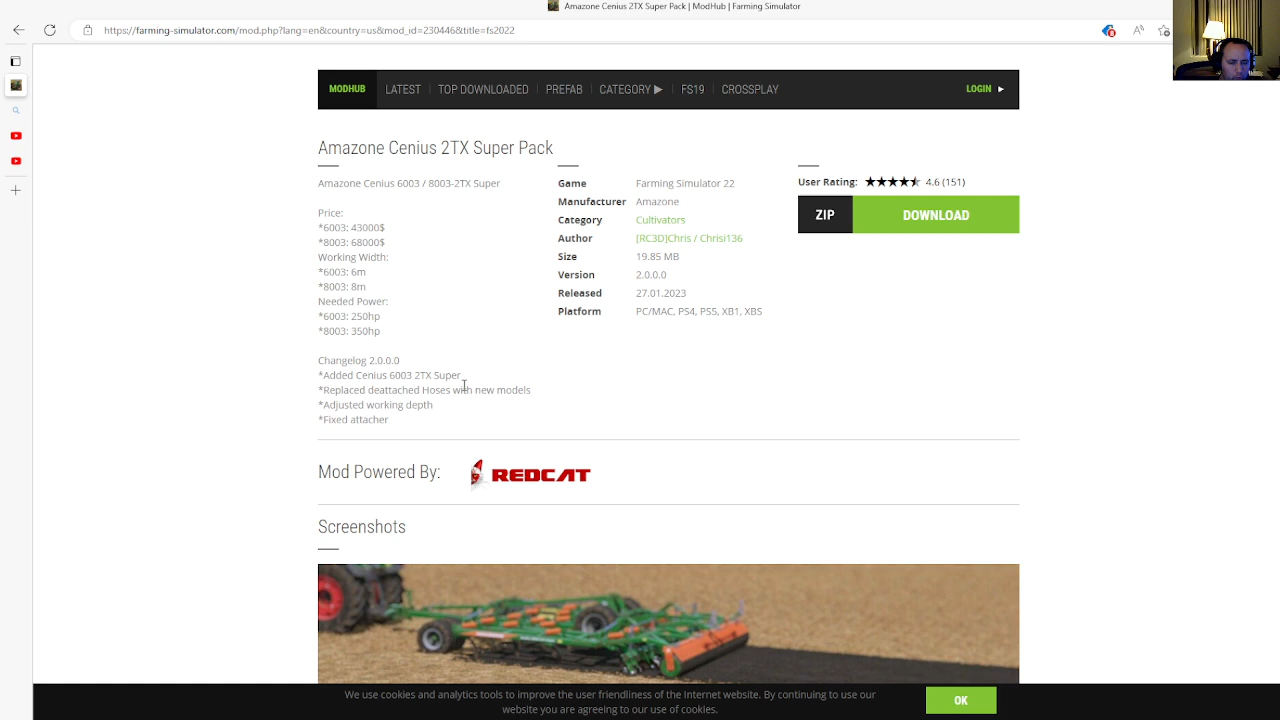 Amazone Cenius 2TX Super Pack | ModHub | Farming Simulator
https://farming-simulator.com/mod.php?lang=en&country=us&mod_id=230446&title=fs2022
MODHUB LATEST TOP DOWNLOADED PREFAB CATEGORY ▶ FS19 CROSSPLAY LOGIN ▶
Amazone Cenius 2TX Super Pack
Amazone Cenius 6003 / 8003-2TX Super
Price:
*6003: 43000$
*8003: 68000$
Working Width:
*6003: 6m
*8003: 8m
Needed Power:
*6003: 250hp
*8003: 350hp
Changelog 2.0.0.0
*Added Cenius 6003 2TX Super
*Replaced deattached Hoses with new models
*Adjusted working depth
*Fixed attacher
Game Farming Simulator 22
Manufacturer Amazone
Category Cultivators
Author [RC3D]Chris / Chrisi136
Size 19.85 MB
Version 2.0.0.0
Released 27.01.2023
Platform PC/MAC, PS4, PS5, XB1, XBS
User Rating: 4.6 (151)
ZIP DOWNLOAD
Mod Powered By: REDCAT
Screenshots
We use cookies and analytics tools to improve the user friendliness of the Internet website. By continuing to use our
website you are agreeing to our use of cookies.
OK